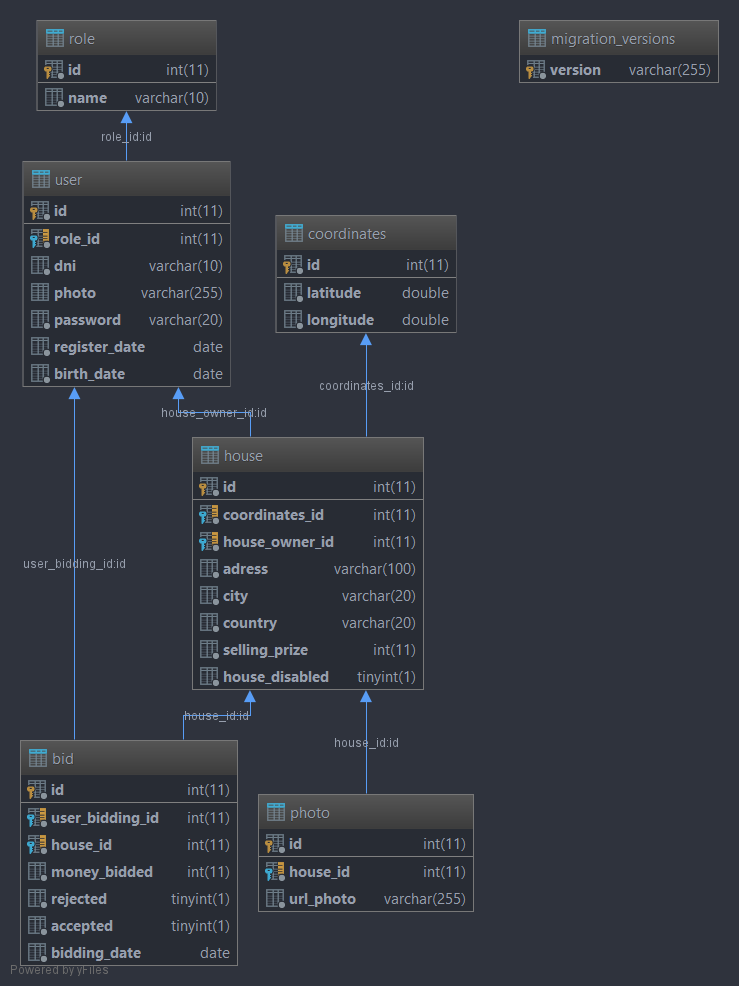 role
id int(11)
name varchar(10)
migration_versions
version varchar(255)
role_id:id
user
id int(11)
role_id int(11)
dni varchar(10)
photo varchar(255)
password varchar(20)
register_date date
birth_date date
coordinates
id int(11)
latitude double
longitude double
coordinates_id:id
house_owner_id:id
house
id int(11)
coordinates_id int(11)
house_owner_id int(11)
adress varchar(100)
city varchar(20)
country varchar(20)
selling_prize int(11)
house_disabled tinyint(1)
user_bidding_id:id
house_id:id
house_id:id
bid
id int(11)
user_bidding_id int(11)
house_id int(11)
money_bidded int(11)
rejected tinyint(1)
accepted tinyint(1)
bidding_date date
photo
id int(11)
house_id int(11)
url_photo varchar(255)
Powered by yFiles